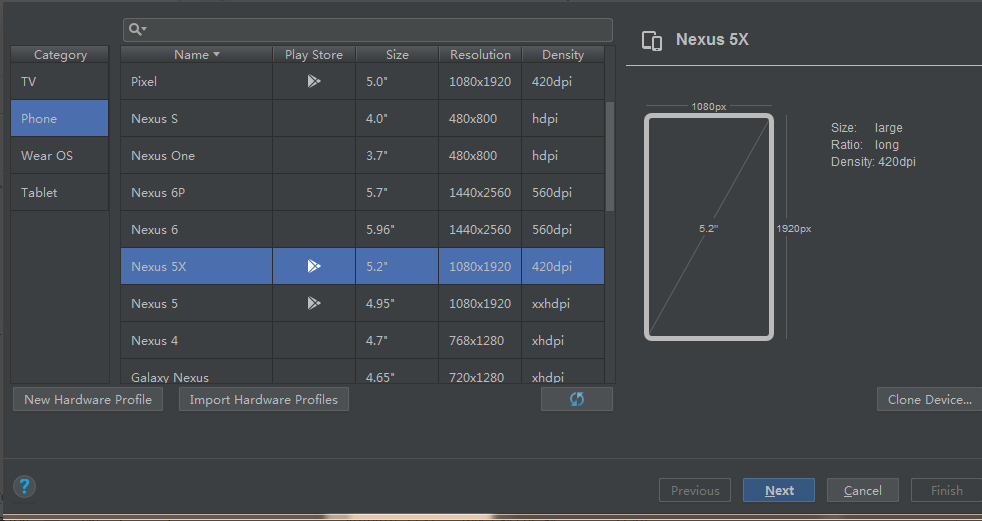 Category
TV
Phone
Wear OS
Tablet
Name Play Store Size Resolution Density
Pixel 5.0" 1080x1920 420dpi
Nexus S 4.0" 480x800 hdpi
Nexus One 3.7" 480x800 hdpi
Nexus 6P 5.7" 1440x2560 560dpi
Nexus 6 5.96" 1440x2560 560dpi
Nexus 5X 5.2" 1080x1920 420dpi
Nexus 5 4.95" 1080x1920 xxhdpi
Nexus 4 4.7" 768x1280 xhdpi
Galaxy Nexus 4.65" 720x1280 xhdpi
New Hardware Profile Import Hardware Profiles
Nexus 5X
1080px
5.2"
1920px
Size: large
Ratio: long
Density: 420dpi
Clone Device...
?
Previous Next Cancel Finish